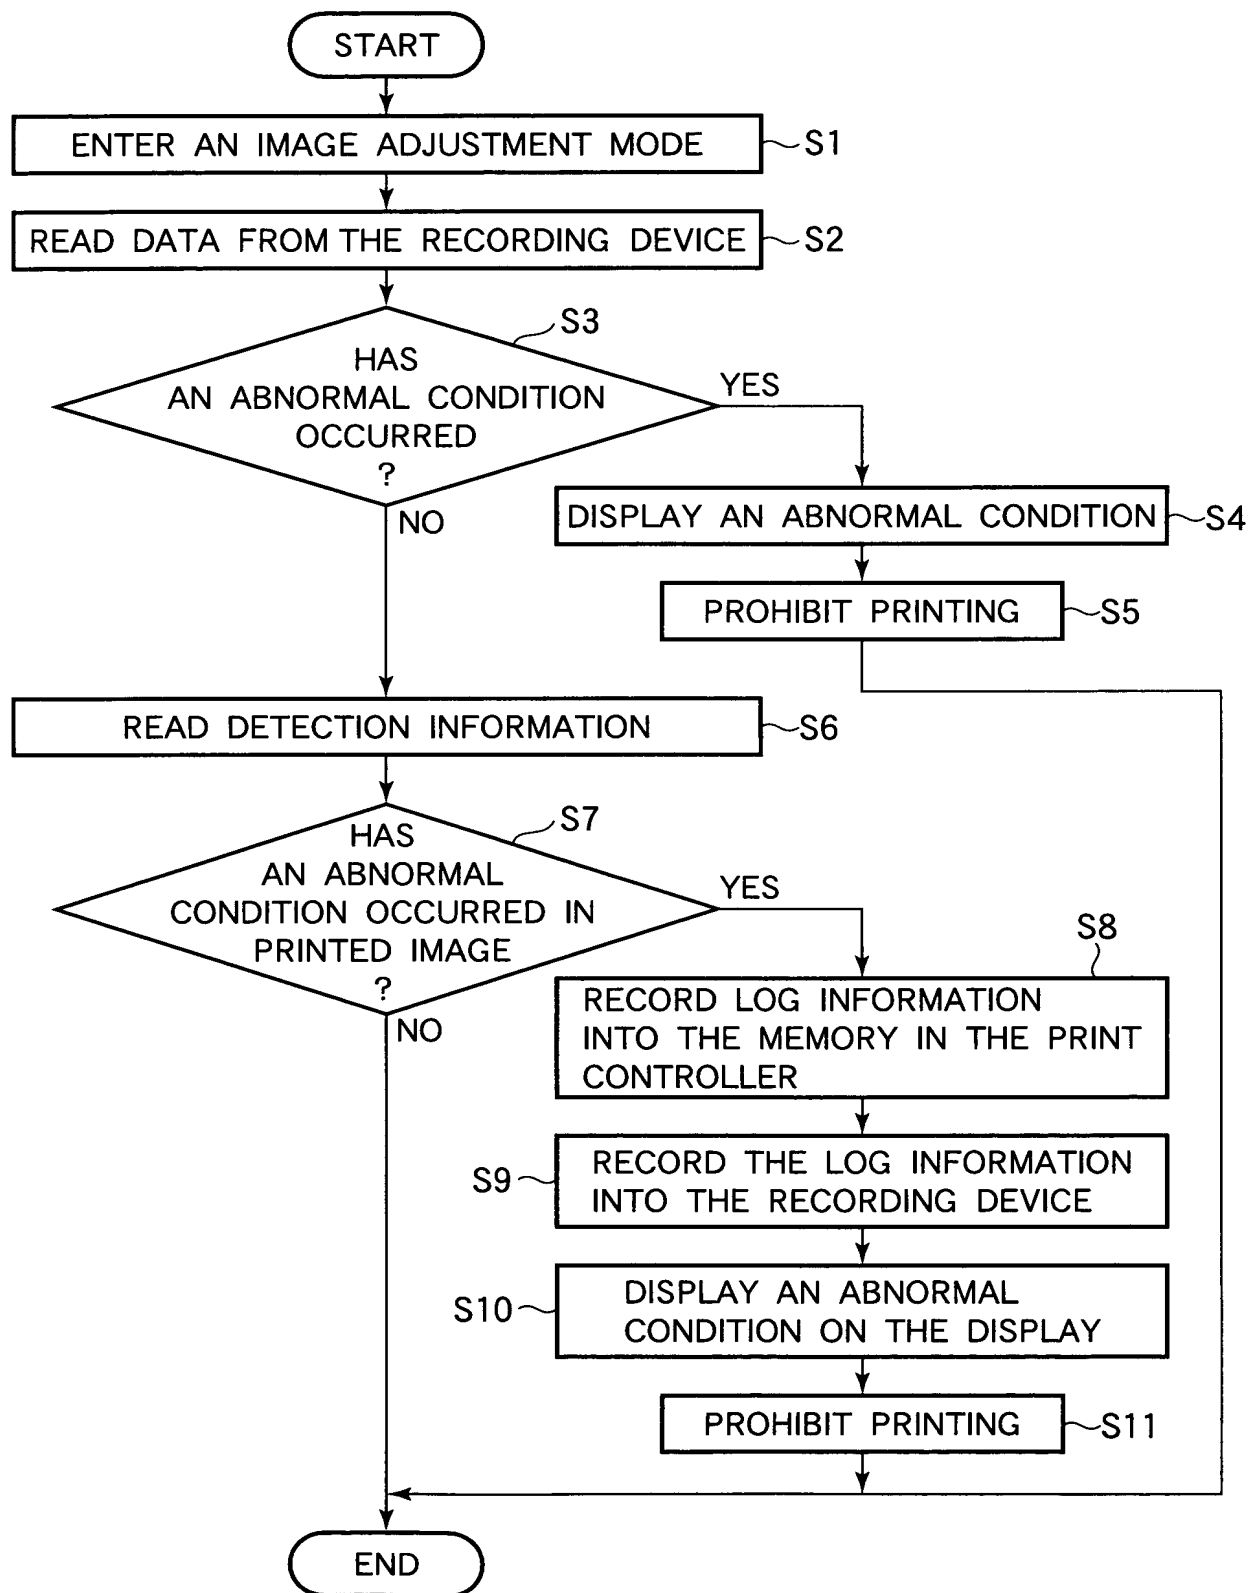 START
ENTER AN IMAGE ADJUSTMENT MODE
S1
READ DATA FROM THE RECORDING DEVICE
S2
S3
HAS
AN ABNORMAL CONDITION
OCCURRED
?
YES
NO
DISPLAY AN ABNORMAL CONDITION
S4
PROHIBIT PRINTING
S5
READ DETECTION INFORMATION
S6
S7
HAS
AN ABNORMAL
CONDITION OCCURRED IN
PRINTED IMAGE
?
YES
NO
S8
RECORD LOG INFORMATION
INTO THE MEMORY IN THE PRINT
CONTROLLER
S9
RECORD THE LOG INFORMATION
INTO THE RECORDING DEVICE
S10
DISPLAY AN ABNORMAL
CONDITION ON THE DISPLAY
PROHIBIT PRINTING
S11
END